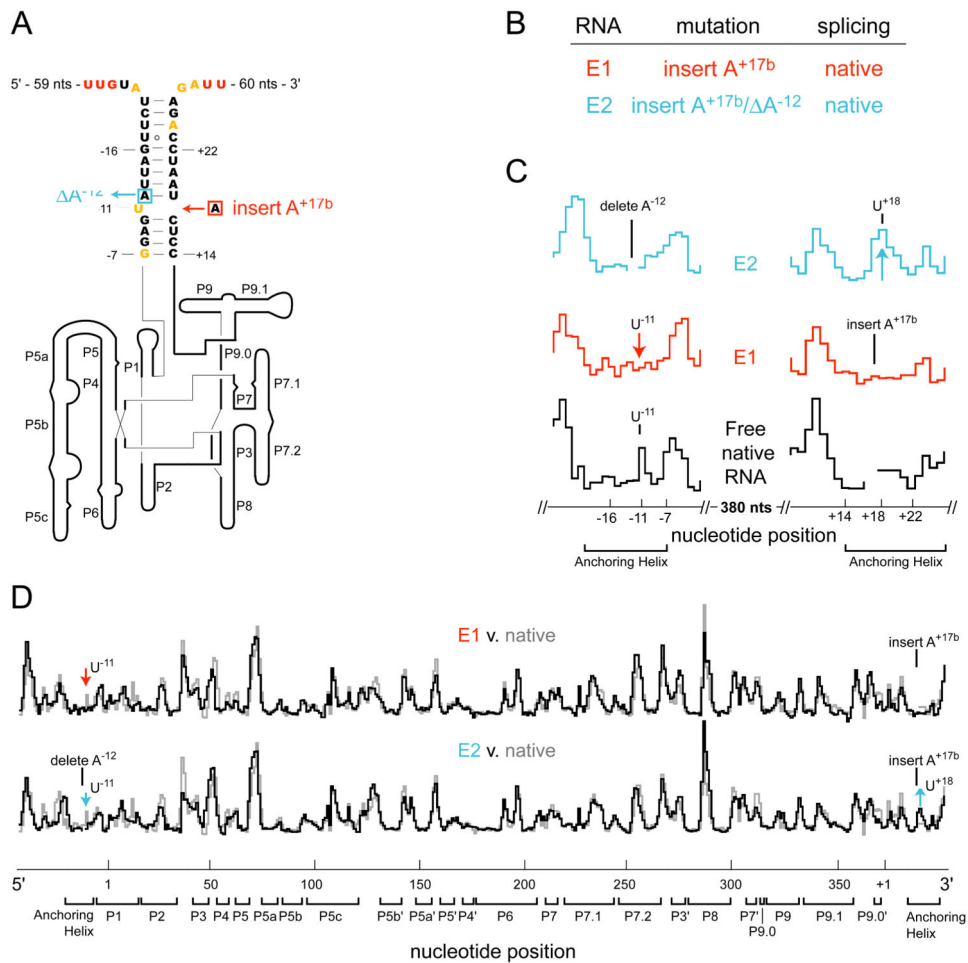 A
5' - 59 nts - UUGUA AGAUU - 60 nts - 3'
U A
C G
U A
U C
-16 G C +22
A U
U A
U A
ΔA⁻¹² A U
11 U A insert A⁺¹⁷ᵇ
G C
A U
G C
-7 G C +14
P9 P9.1
P5a P5 P1 P9.0
P4 P7 P7.1
P5b
P3 P7.2
P2
P5c P6 P8
B
RNA mutation splicing
E1 insert A⁺¹⁷ᵇ native
E2 insert A⁺¹⁷ᵇ/ΔA⁻¹² native
C
delete A⁻¹² U⁺¹⁸
E2
U⁻¹¹ insert A⁺¹⁷ᵇ
E1
U⁻¹¹ Free native RNA
// -16 -11 -7 // 380 nts // +14 +18 +22 //
nucleotide position
Anchoring Helix Anchoring Helix
D
E1 v. native
U⁻¹¹ insert A⁺¹⁷ᵇ
E2 v. native
delete A⁻¹² insert A⁺¹⁷ᵇ
U⁻¹¹ U⁺¹⁸
5' 1 50 100 150 200 250 300 350 +1 3'
Anchoring Helix P1 P2 P3 P4 P5 P5a P5b P5c P5b' P5a' P5' P4' P6 P7 P7.1 P7.2 P3' P8 P7' P9.0 P9 P9.1 P9.0' Anchoring Helix
nucleotide position